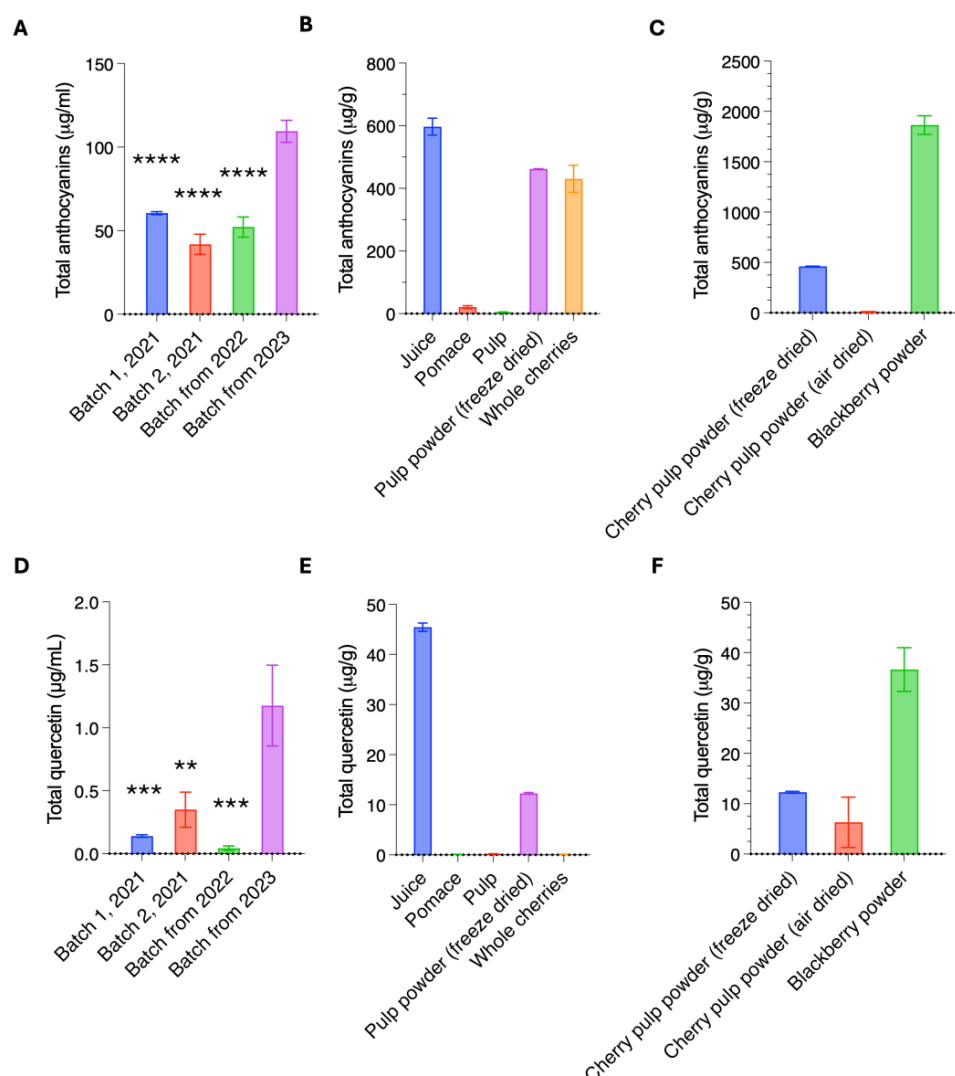 A
Total anthocyanins (µg/ml)
150
100
50
0
****
****
****
Batch 1, 2021
Batch 2, 2021
Batch from 2022
Batch from 2023
B
Total anthocyanins (µg/g)
800
600
400
200
0
Juice
Pomace
Pulp
Pulp powder (freeze dried)
Whole cherries
C
Total anthocyanins (µg/g)
2500
2000
1500
1000
500
0
Cherry pulp powder (freeze dried)
Cherry pulp powder (air dried)
Blackberry powder
D
Total quercetin (µg/mL)
2.0
1.5
1.0
0.5
0.0
***
**
***
Batch 1, 2021
Batch 2, 2021
Batch from 2022
Batch from 2023
E
Total quercetin (µg/g)
50
40
30
20
10
0
Juice
Pomace
Pulp
Pulp powder (freeze dried)
Whole cherries
F
Total quercetin (µg/g)
50
40
30
20
10
0
Cherry pulp powder (freeze dried)
Cherry pulp powder (air dried)
Blackberry powder